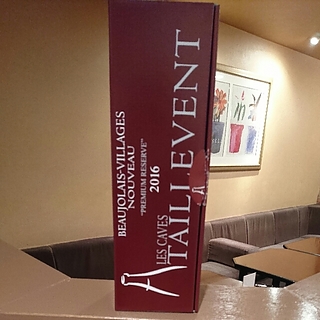 BEAUJOLAIS-VILLAGES
NOUVEAU
"PREMIUM RESERVE"
2016
LES CAVES
TAILLEVENT